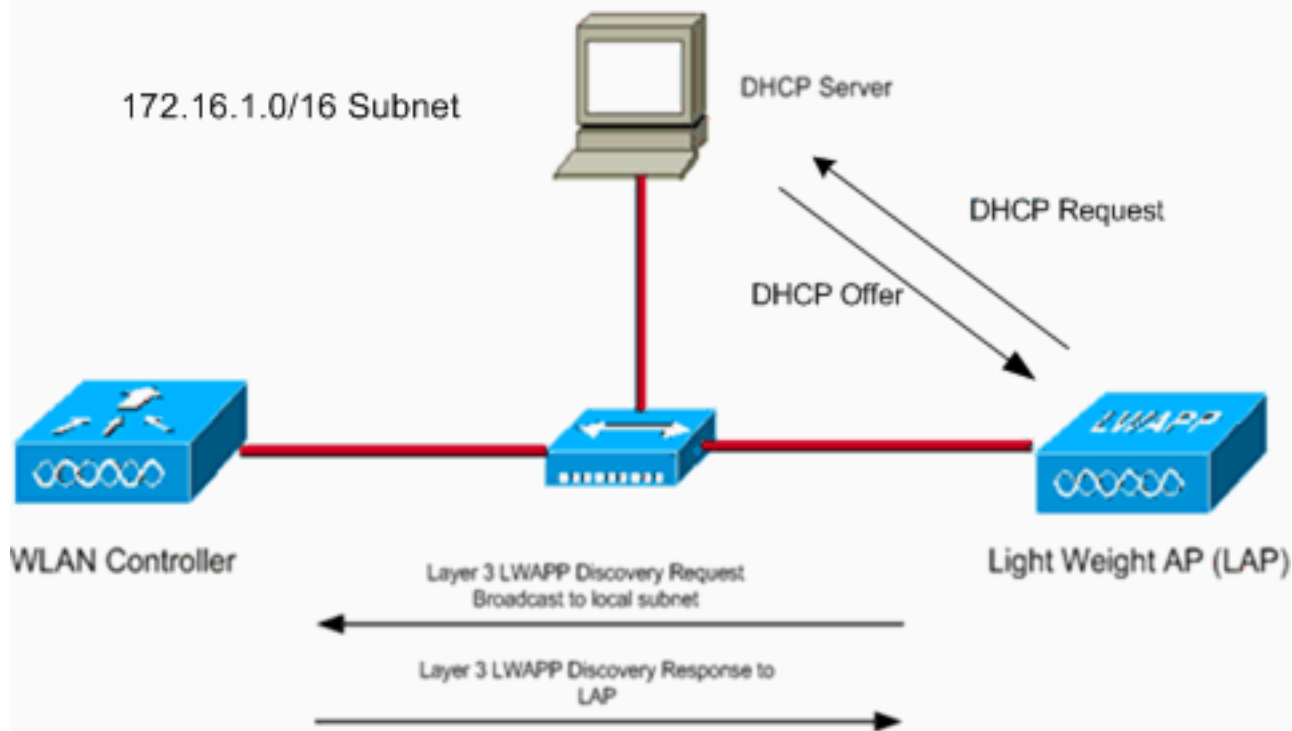 172.16.1.0/16 Subnet
DHCP Server
DHCP Request
DHCP Offer
LWAPP
WLAN Controller
Light Weight AP (LAP)
Layer 3 LWAPP Discovery Request
Broadcast to local subnet
Layer 3 LWAPP Discovery Response to
LAP